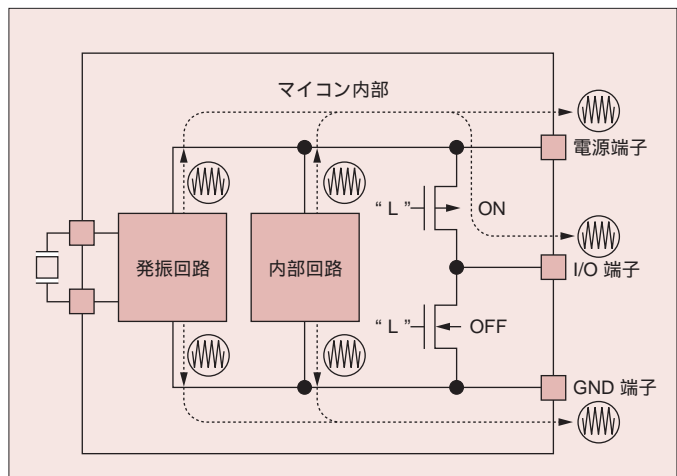 マイコン内部
電源端子
“ L ”
ON
発振回路
内部回路
I/O 端子
“ L ”
OFF
GND 端子